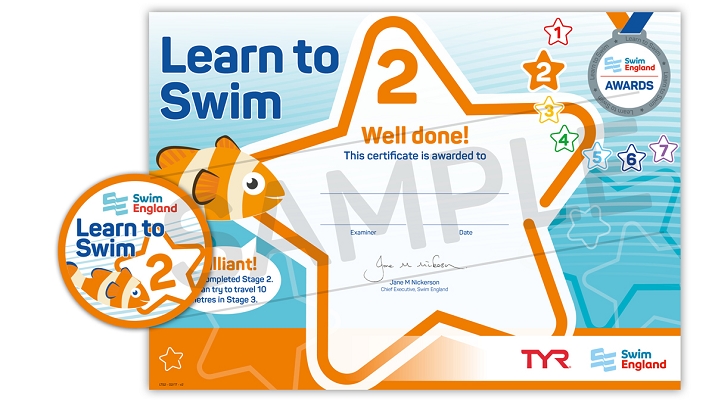 Learn to
Swim
2
Well done!
This certificate is awarded to
Examiner
Date
Jane M Nickerson
Jane M Nickerson
Chief Executive, Swim England
1
2
3
4
5
6
7
Swim
England
AWARDS
SAMPLE
Swim
England
Learn to
Swim
2
lliant!
completed Stage 2.
an try to travel 10
metres in Stage 3.
TYR
Swim
England